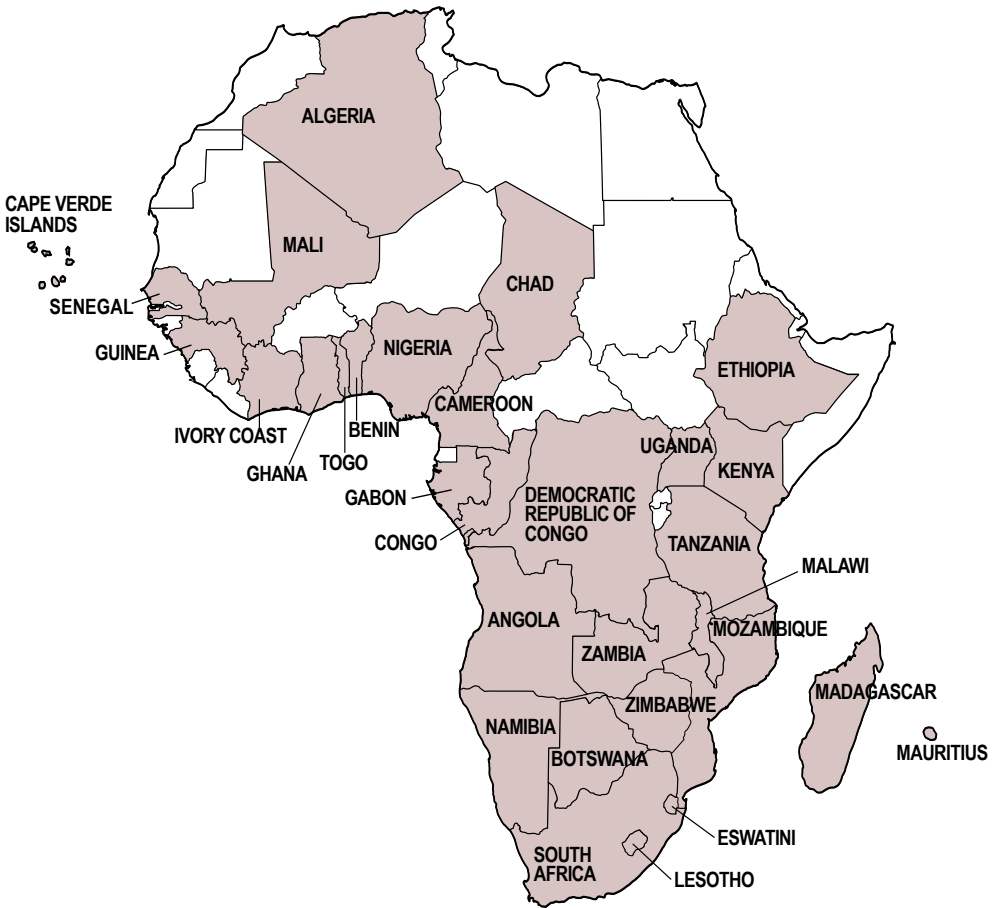 ALGERIA
CAPE VERDE
ISLANDS
MALI
CHAD
SENEGAL
GUINEA
NIGERIA
ETHIOPIA
CAMEROON
IVORY COAST
BENIN
UGANDA
GHANA
TOGO
KENYA
GABON
DEMOCRATIC
REPUBLIC OF
CONGO
CONGO
TANZANIA
MALAWI
ANGOLA
MOZAMBIQUE
ZAMBIA
MADAGASCAR
ZIMBABWE
NAMIBIA
MAURITIUS
BOTSWANA
ESWATINI
SOUTH
AFRICA
LESOTHO